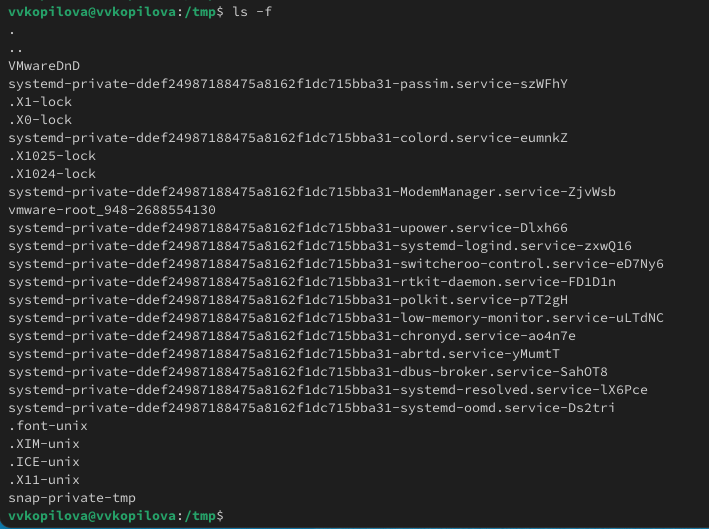 vvkopilova@vvkopilova:/tmp$ ls -f
.
..
VMwareDnD
systemd-private-ddef24987188475a8162f1dc715bba31-passim.service-szWFhY
.X1-lock
.X0-lock
systemd-private-ddef24987188475a8162f1dc715bba31-colord.service-eumnkZ
.X1025-lock
.X1024-lock
systemd-private-ddef24987188475a8162f1dc715bba31-ModemManager.service-ZjvWsb
vmware-root_948-2688554130
systemd-private-ddef24987188475a8162f1dc715bba31-upower.service-Dlxh66
systemd-private-ddef24987188475a8162f1dc715bba31-systemd-logind.service-zxwQ16
systemd-private-ddef24987188475a8162f1dc715bba31-switcheroo-control.service-eD7Ny6
systemd-private-ddef24987188475a8162f1dc715bba31-rtkit-daemon.service-FD1D1n
systemd-private-ddef24987188475a8162f1dc715bba31-polkit.service-p7T2gH
systemd-private-ddef24987188475a8162f1dc715bba31-low-memory-monitor.service-uLTdNC
systemd-private-ddef24987188475a8162f1dc715bba31-chronyd.service-ao4n7e
systemd-private-ddef24987188475a8162f1dc715bba31-abrtd.service-yMumtT
systemd-private-ddef24987188475a8162f1dc715bba31-dbus-broker.service-SahOT8
systemd-private-ddef24987188475a8162f1dc715bba31-systemd-resolved.service-lX6Pce
systemd-private-ddef24987188475a8162f1dc715bba31-systemd-oomd.service-Ds2tri
.font-unix
.XIM-unix
.ICE-unix
.X11-unix
snap-private-tmp
vvkopilova@vvkopilova:/tmp$